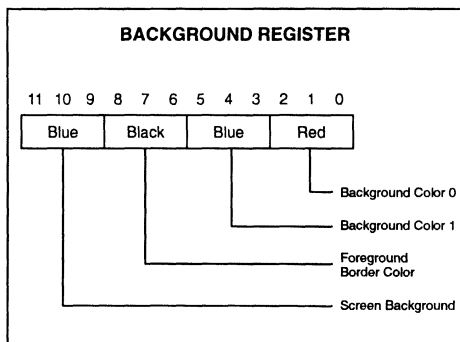 BACKGROUND REGISTER
11 10 9 8 7 6 5 4 3 2 1 0
Blue Black Blue Red
Background Color 0
Background Color 1
Foreground
Border Color
Screen Background